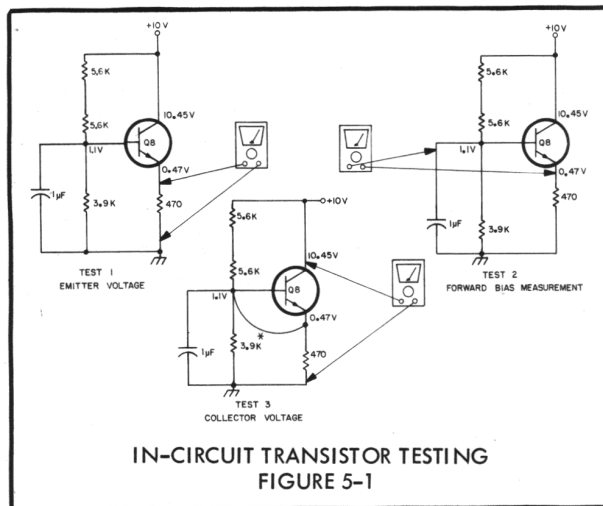 +10V
5.6K
5.6K
10.45V
Q8
1.1V
0.47V
1μF
3.9K
470
TEST 1
EMITTER VOLTAGE
+10V
5.6K
5.6K
10.45V
Q8
1.1V
0.47V
1μF
3.9K
470
TEST 2
FORWARD BIAS MEASUREMENT
+10V
5.6K
5.6K
10.45V
Q8
1.1V
0.47V
*
1μF
3.9K
470
TEST 3
COLLECTOR VOLTAGE
IN-CIRCUIT TRANSISTOR TESTING
FIGURE 5-1